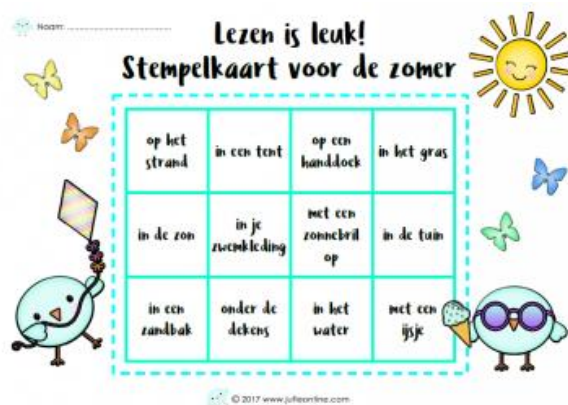 Naam:
Lezen is leuk!
Stempelkaart voor de zomer
op het
strand
in een tent
op een
handdoek
in het gras
in de zon
in je
zwemkleding
met een
zonnebril
op
in de tuin
in een
zandbak
onder de
dekens
in het
water
met een
ijsje
© 2017 www.jufleontine.com